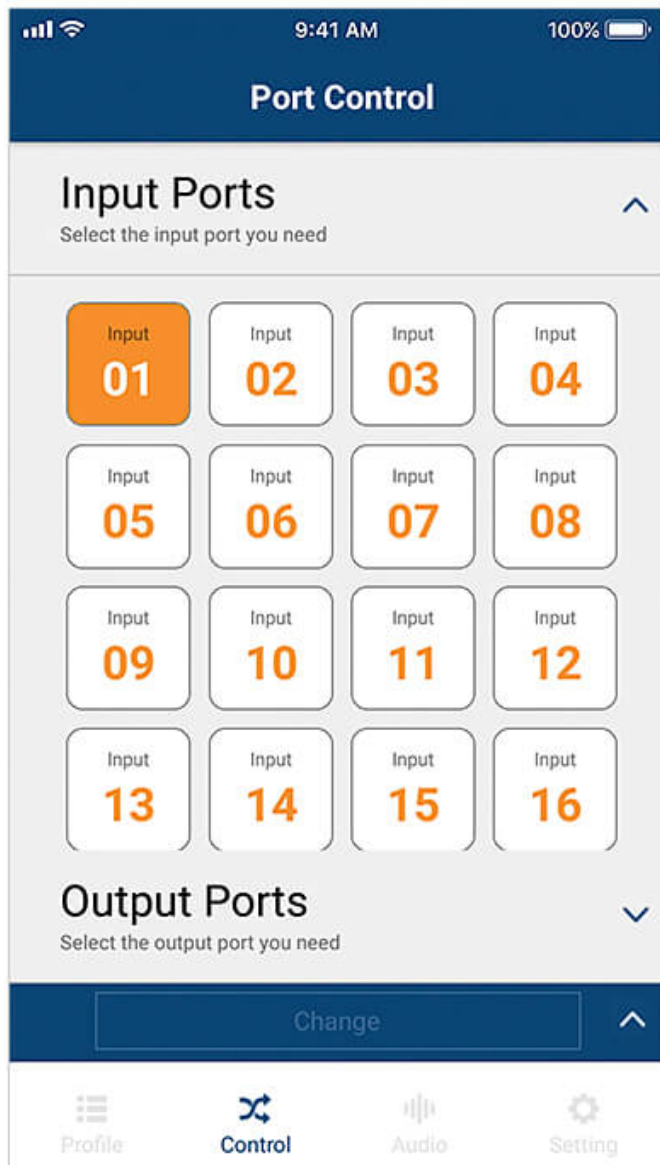 9:41 AM 100%
Port Control
Input Ports
Select the input port you need
Input Input Input Input
01 02 03 04
Input Input Input Input
05 06 07 08
Input Input Input Input
09 10 11 12
Input Input Input Input
13 14 15 16
Output Ports
Select the output port you need
Change
Profile Control Audio Setting